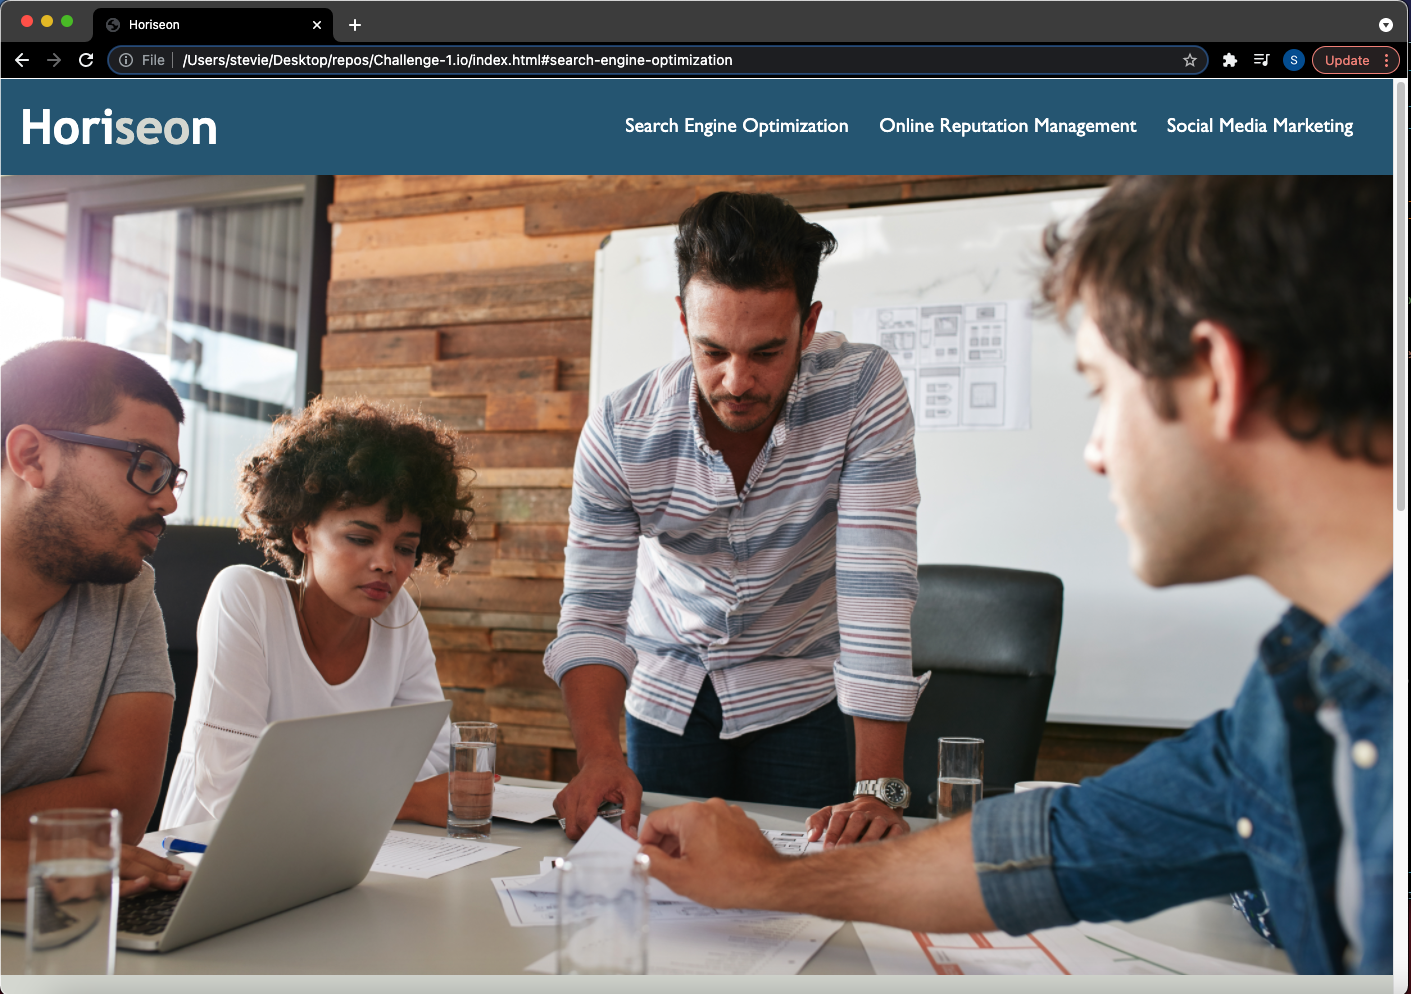 Horiseon
File
/Users/stevie/Desktop/repos/Challenge-1.io/index.html#search-engine-optimization
S
Update
Horiseon
Search Engine Optimization
Online Reputation Management
Social Media Marketing